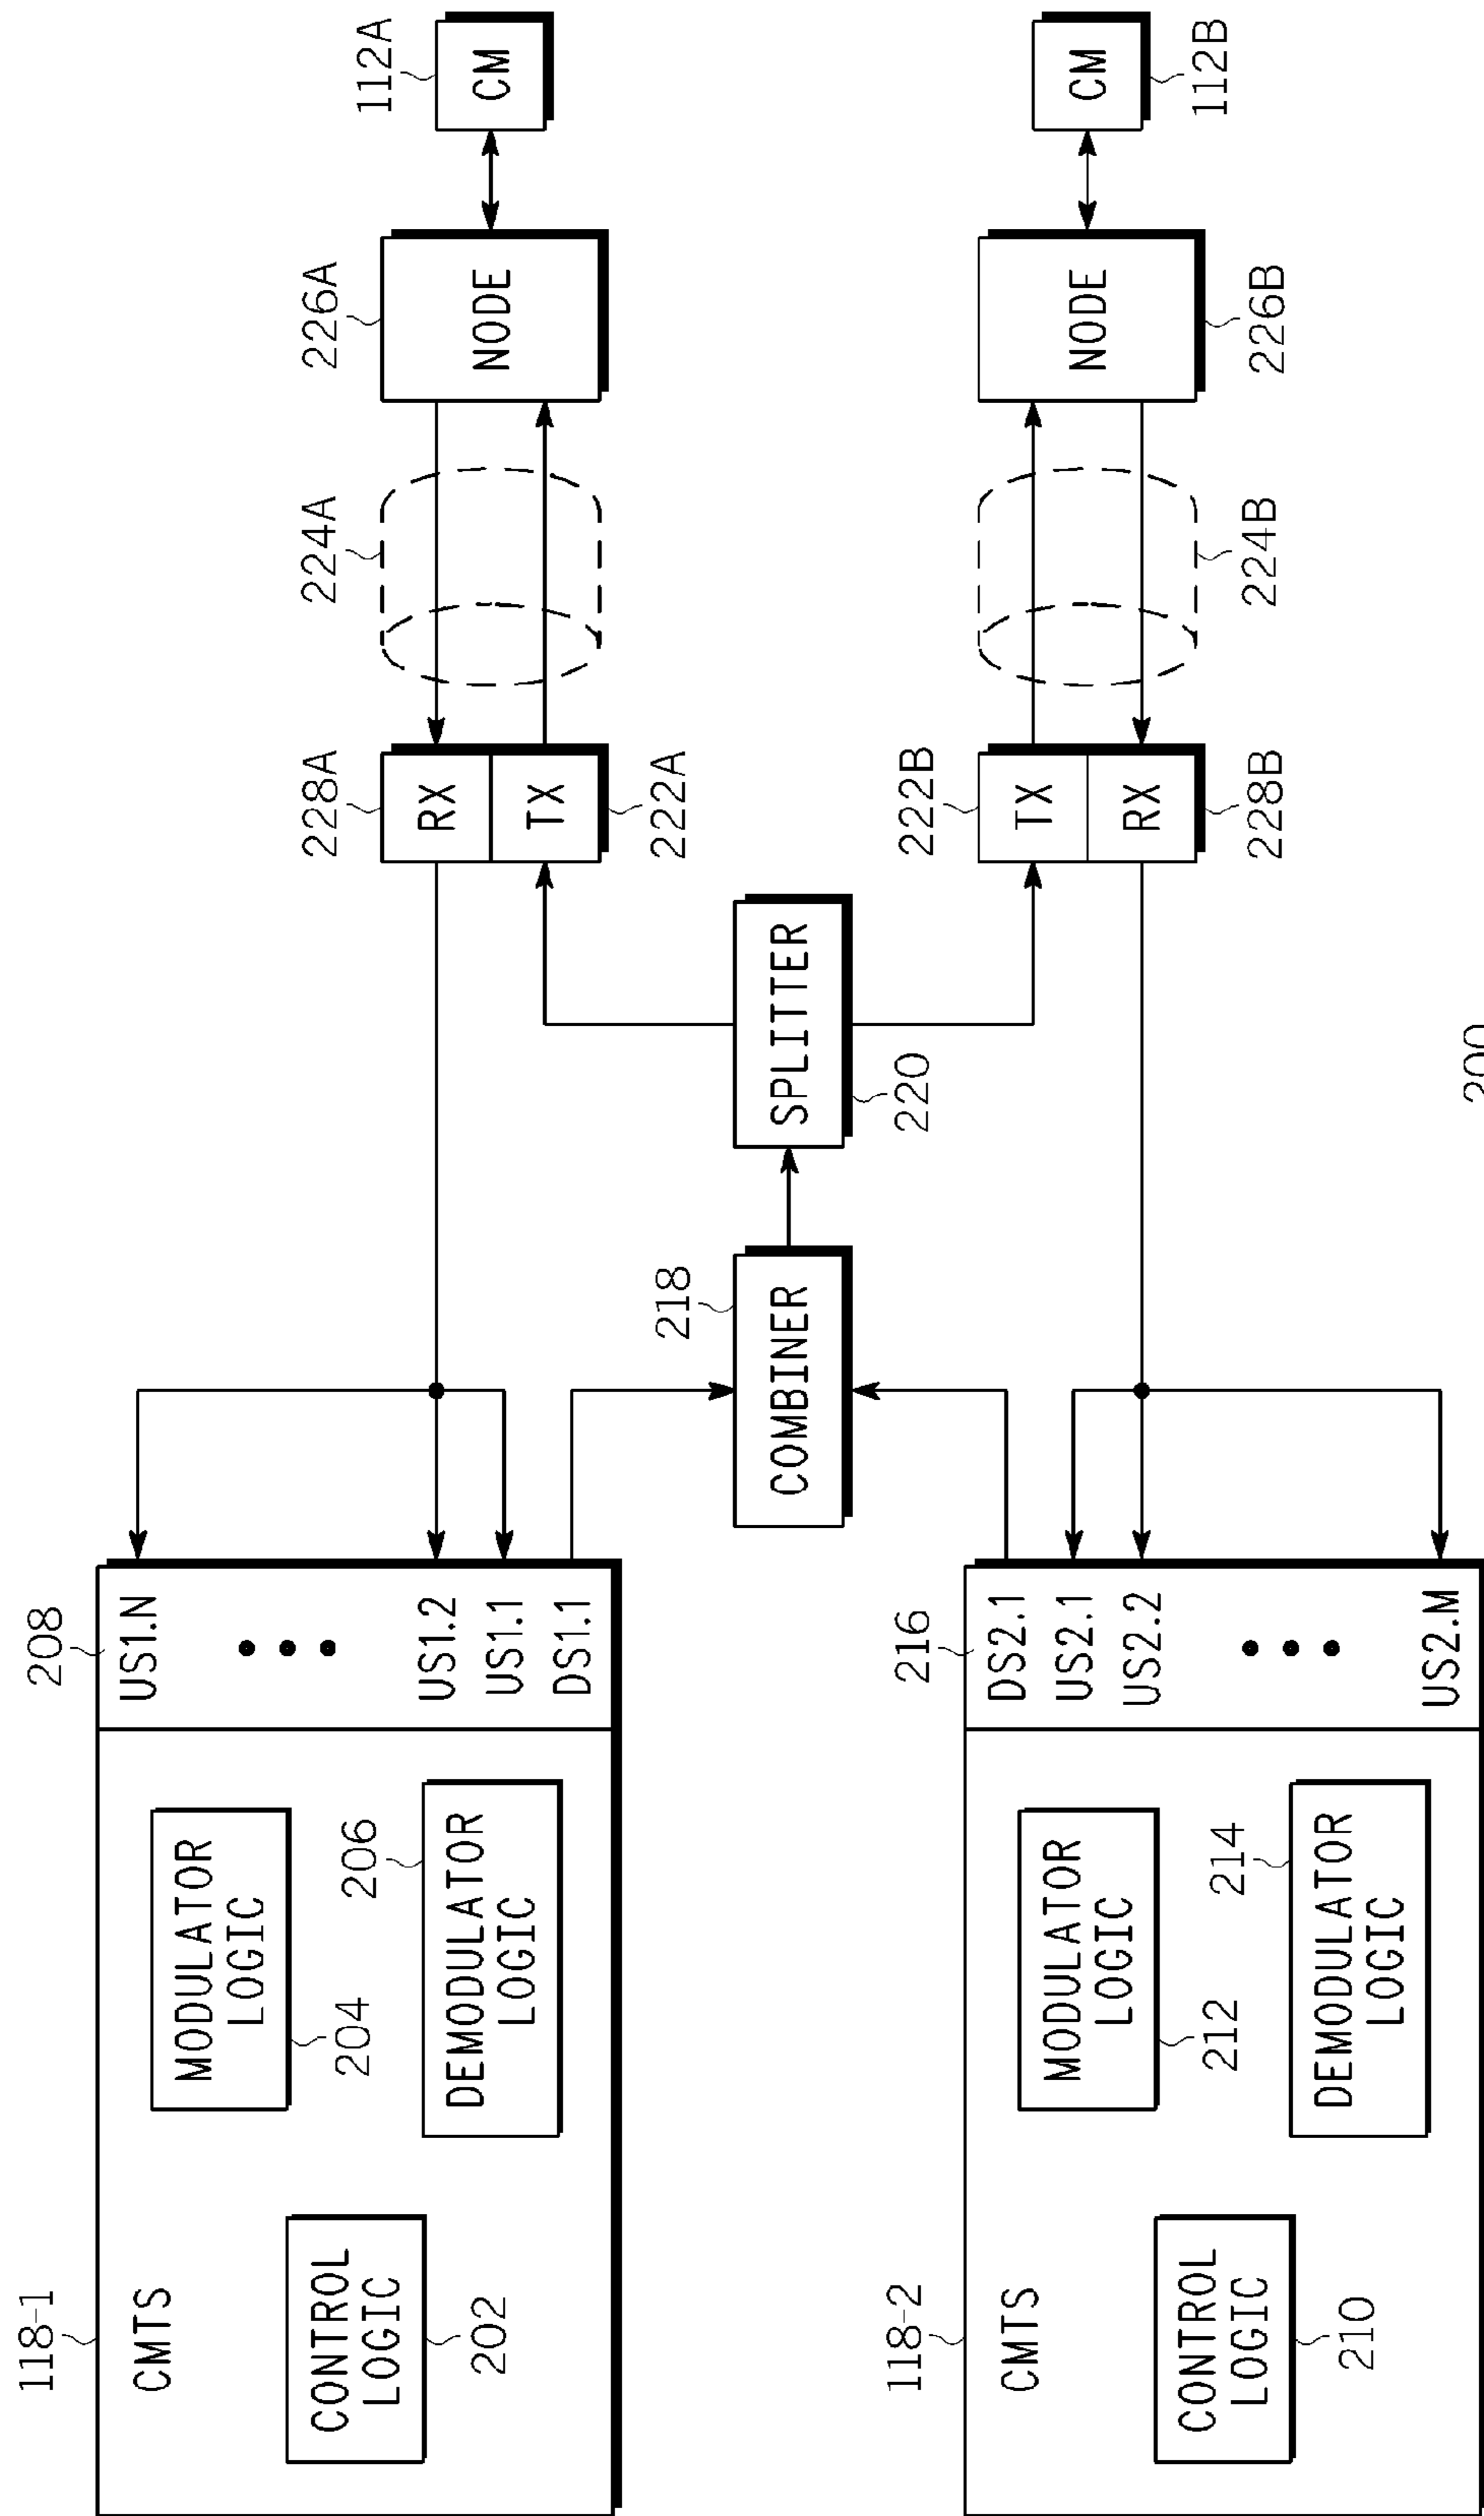 118-1
CMTS
CONTROL
LOGIC
202
MODULATOR
LOGIC
204
206
DEMODULATOR
LOGIC
208
US1.N
US1.2
US1.1
DS1.1
118-2
CMTS
CONTROL
LOGIC
210
MODULATOR
LOGIC
212
214
DEMODULATOR
LOGIC
216
DS2.1
US2.1
US2.2
US2.M
218
COMBINER
SPLITTER
220
228A
RX
TX
222A
222B
TX
RX
228B
224A
224B
226A
NODE
NODE
226B
112A
CM
CM
112B
200